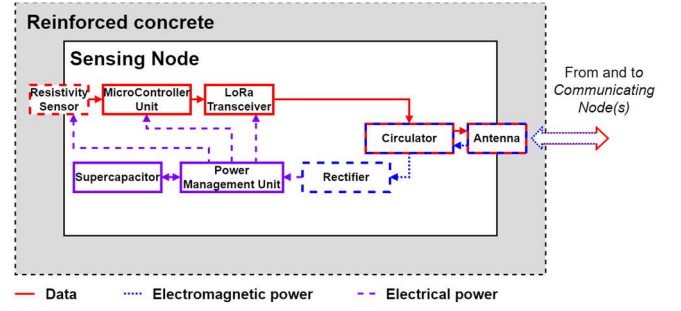 Reinforced concrete
Sensing Node
Resistivity
Sensor
MicroController
Unit
LoRa
Transceiver
From and to
Communicating
Node(s)
Circulator
Antenna
Supercapacitor
Power
Management Unit
Rectifier
Data
Electromagnetic power
Electrical power